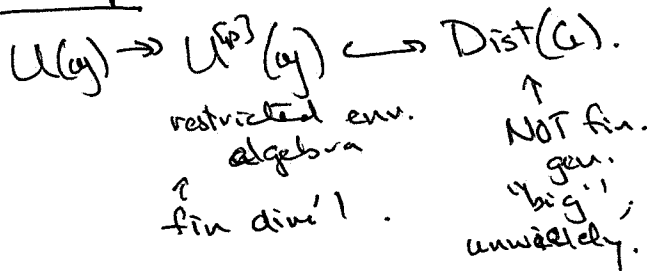 U(𝔤) ↠ U^{[p]}(𝔤) ↪ Dist(G).
↑ 
restricted env. NOT fin.
algebra gen.
↑ "big",
fin dim'l. unwieldy.